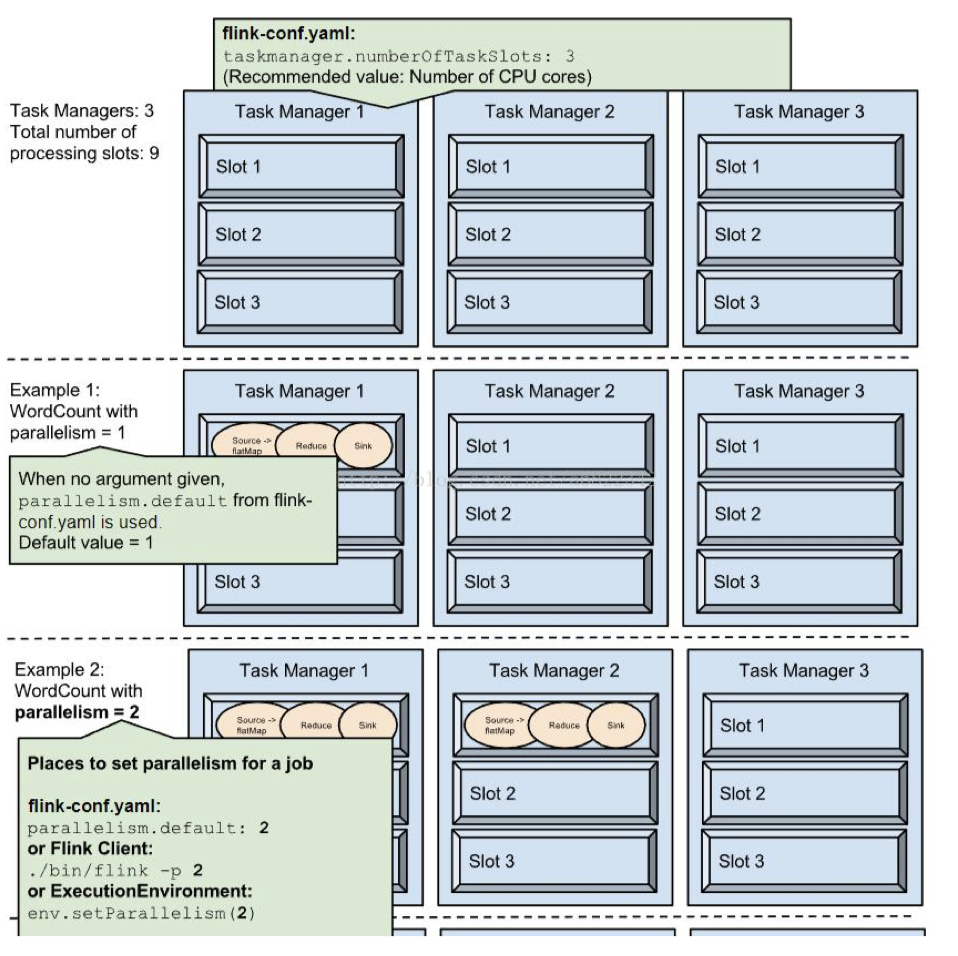 flink-conf.yaml:
taskmanager.numberOfTaskSlots: 3
(Recommended value: Number of CPU cores)
Task Managers: 3
Total number of
processing slots: 9
Task Manager 1
Slot 1
Slot 2
Slot 3
Task Manager 2
Slot 1
Slot 2
Slot 3
Task Manager 3
Slot 1
Slot 2
Slot 3
Example 1:
WordCount with
parallelism = 1
When no argument given,
parallelism.default from flink-
conf.yaml is used.
Default value = 1
Task Manager 1
Source ->
flatMap
Reduce
Sink
Slot 3
Task Manager 2
Slot 1
Slot 2
Slot 3
Task Manager 3
Slot 1
Slot 2
Slot 3
Example 2:
WordCount with
parallelism = 2
Places to set parallelism for a job
flink-conf.yaml:
parallelism.default: 2
or Flink Client:
./bin/flink -p 2
or ExecutionEnvironment:
env.setParallelism(2)
Task Manager 1
Source ->
flatMap
Reduce
Sink
Task Manager 2
Source ->
flatMap
Reduce
Sink
Slot 2
Slot 3
Task Manager 3
Slot 1
Slot 2
Slot 3